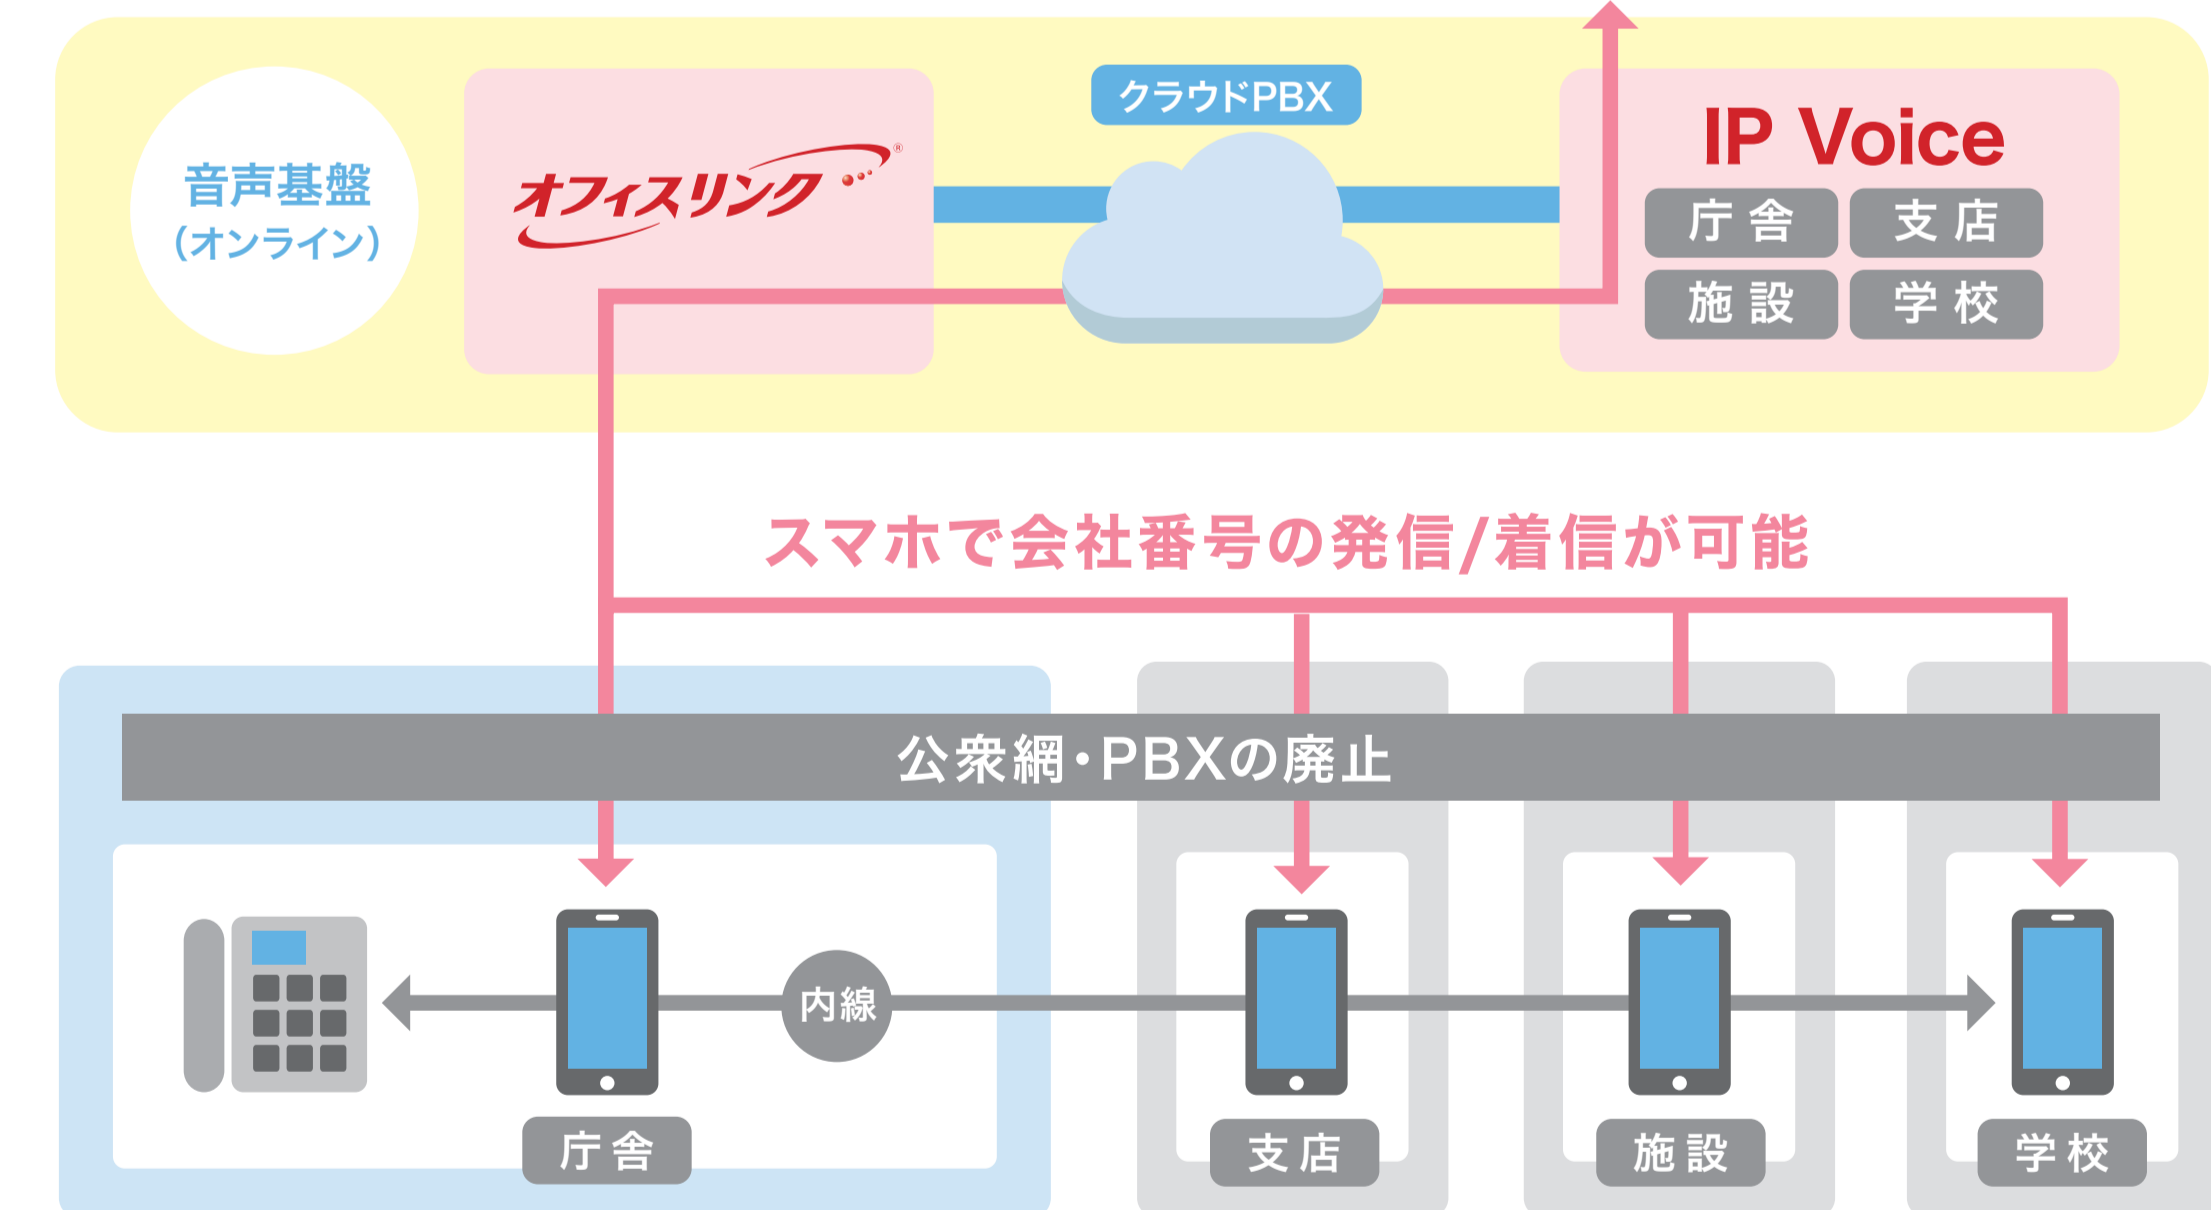 音声基盤
(オンライン)
オフィスリンク®
クラウドPBX
IP Voice
庁舎
支店
施設
学校
スマホで会社番号の発信/着信が可能
公衆網・PBXの廃止
内線
庁舎
支店
施設
学校